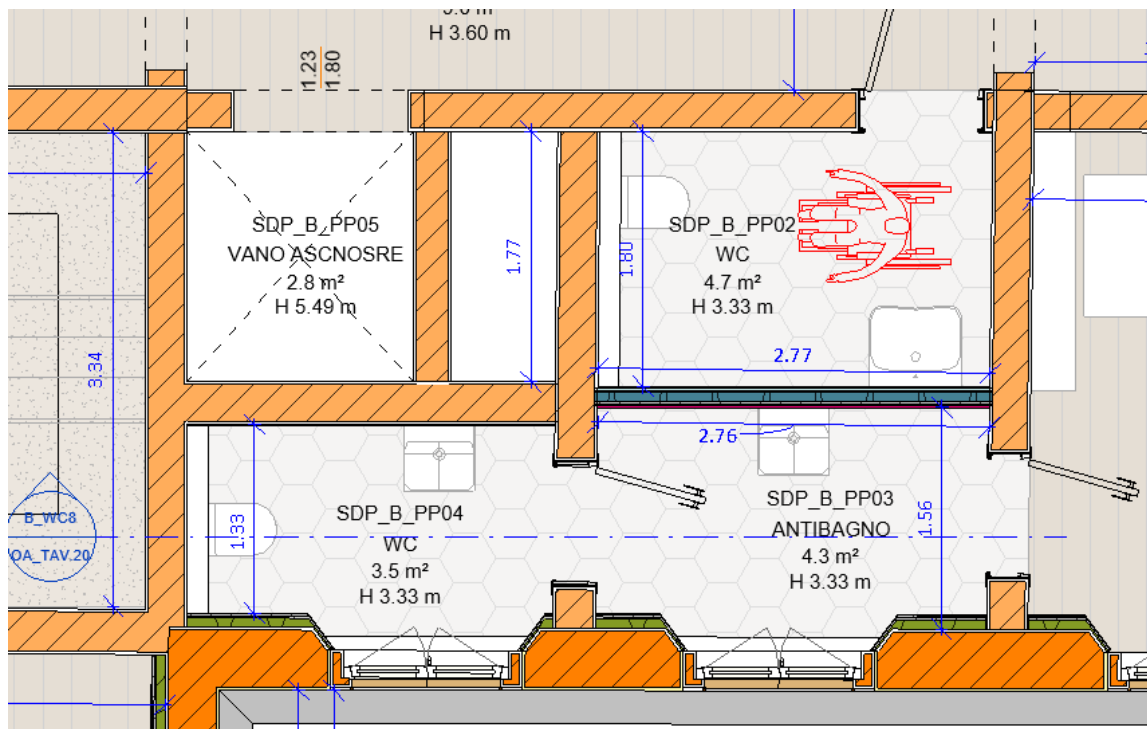 H 3.60 m
1.23
1.80
SDP_B_PP05
VANO ASCNOSRE
2.8 m²
H 5.49 m
SDP_B_PP02
WC
4.7 m²
H 3.33 m
1.77
1.80
3.34
2.77
2.76
SDP_B_PP04
WC
3.5 m²
H 3.33 m
SDP_B_PP03
ANTIBAGNO
4.3 m²
H 3.33 m
1.33
1.56
B_WC8
OA_TAV.20